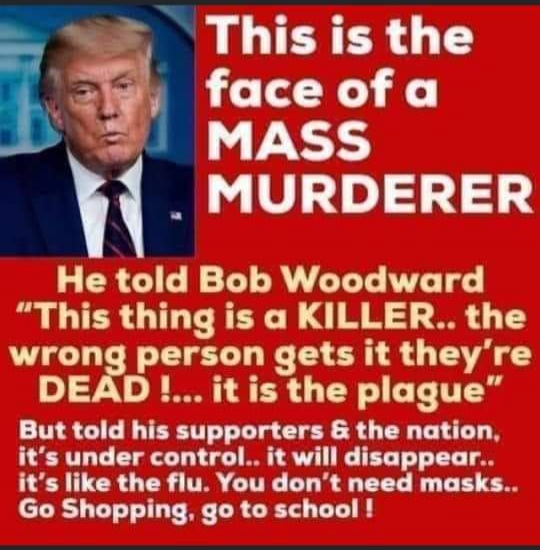 This is the
face of a
MASS
MURDERER
He told Bob Woodward
"This thing is a KILLER.. the
wrong person gets it they're
DEAD !... it is the plague"
But told his supporters & the nation,
it's under control.. it will disappear..
it's like the flu. You don't need masks..
Go Shopping, go to school !